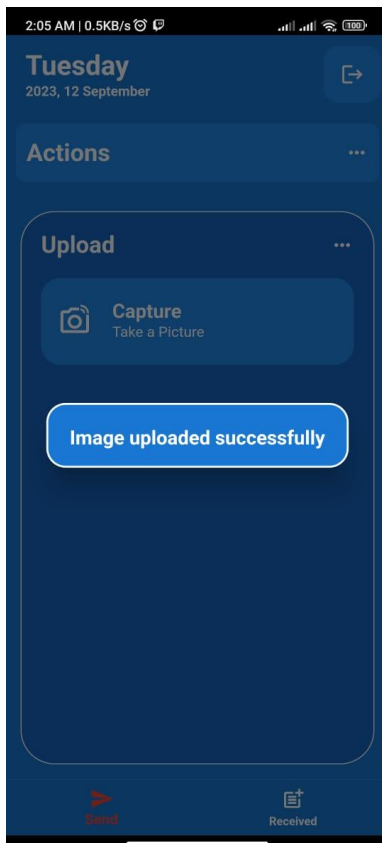 2:05 AM | 0.5KB/s
100
Tuesday
2023, 12 September
Actions
Upload
Capture
Take a Picture
Image uploaded successfully
Send
Received